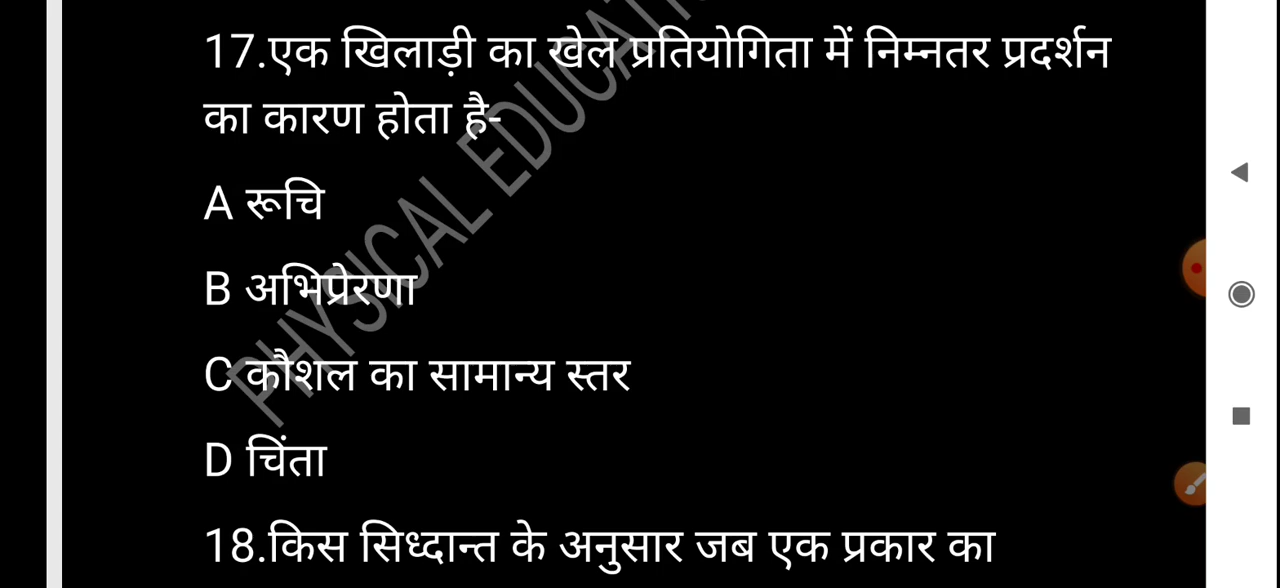 17.एक खिलाड़ी का खेल प्रतियोगिता में निम्नतर प्रदर्शन
का कारण होता है-
A रूचि
B अभिप्रेरणा
C कौशल का सामान्य स्तर
D चिंता
18.किस सिध्दान्त के अनुसार जब एक प्रकार का
PHYSICAL EDUCATI